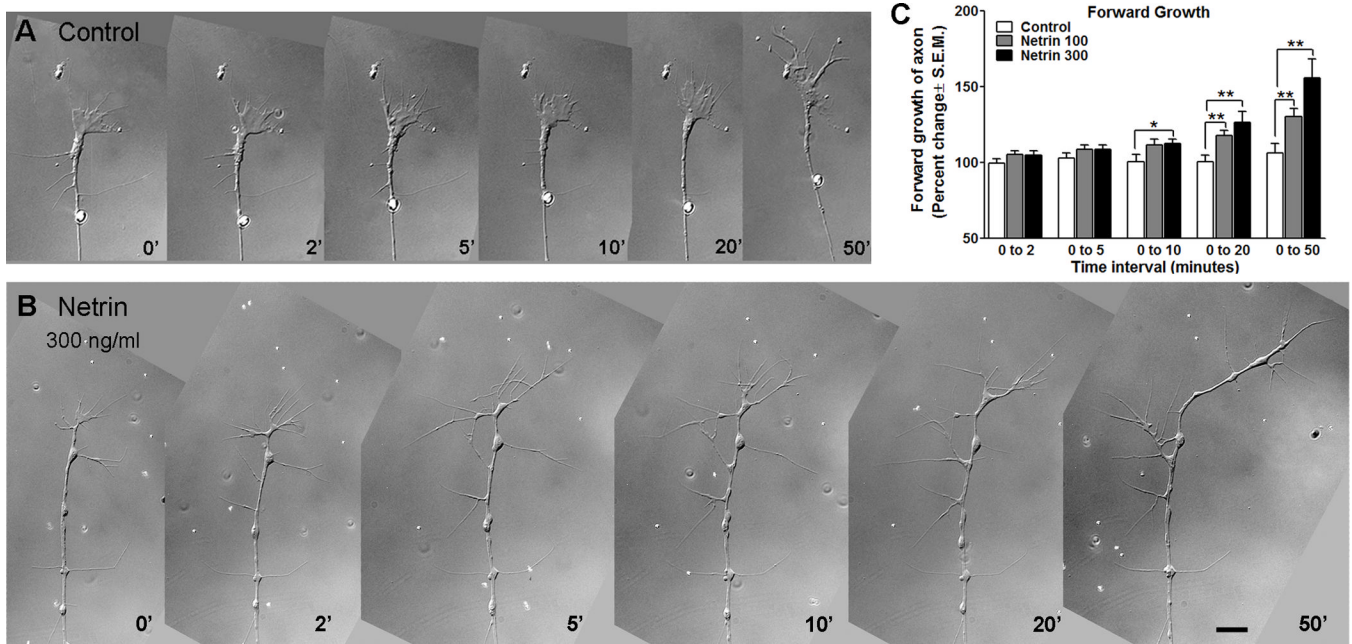 A Control
0' 2' 5' 10' 20' 50'
B Netrin
300 ng/ml
0' 2' 5' 10' 20' 50'
C
Forward Growth
Control
Netrin 100
Netrin 300
Forward growth of axon
(Percent change± S.E.M.)
200
150
100
50
*
**
**
**
**
0 to 2 0 to 5 0 to 10 0 to 20 0 to 50
Time interval (minutes)